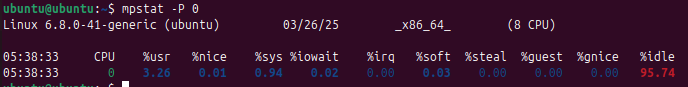 ubuntu@ubuntu:~$ mpstat -P 0
Linux 6.8.0-41-generic (ubuntu) 03/26/25 _x86_64_ (8 CPU)
05:38:33 CPU %usr %nice %sys %iowait %irq %soft %steal %guest %gnice %idle
05:38:33 0 3.26 0.01 0.94 0.02 0.00 0.03 0.00 0.00 0.00 95.74
ubuntu@ubuntu:~$